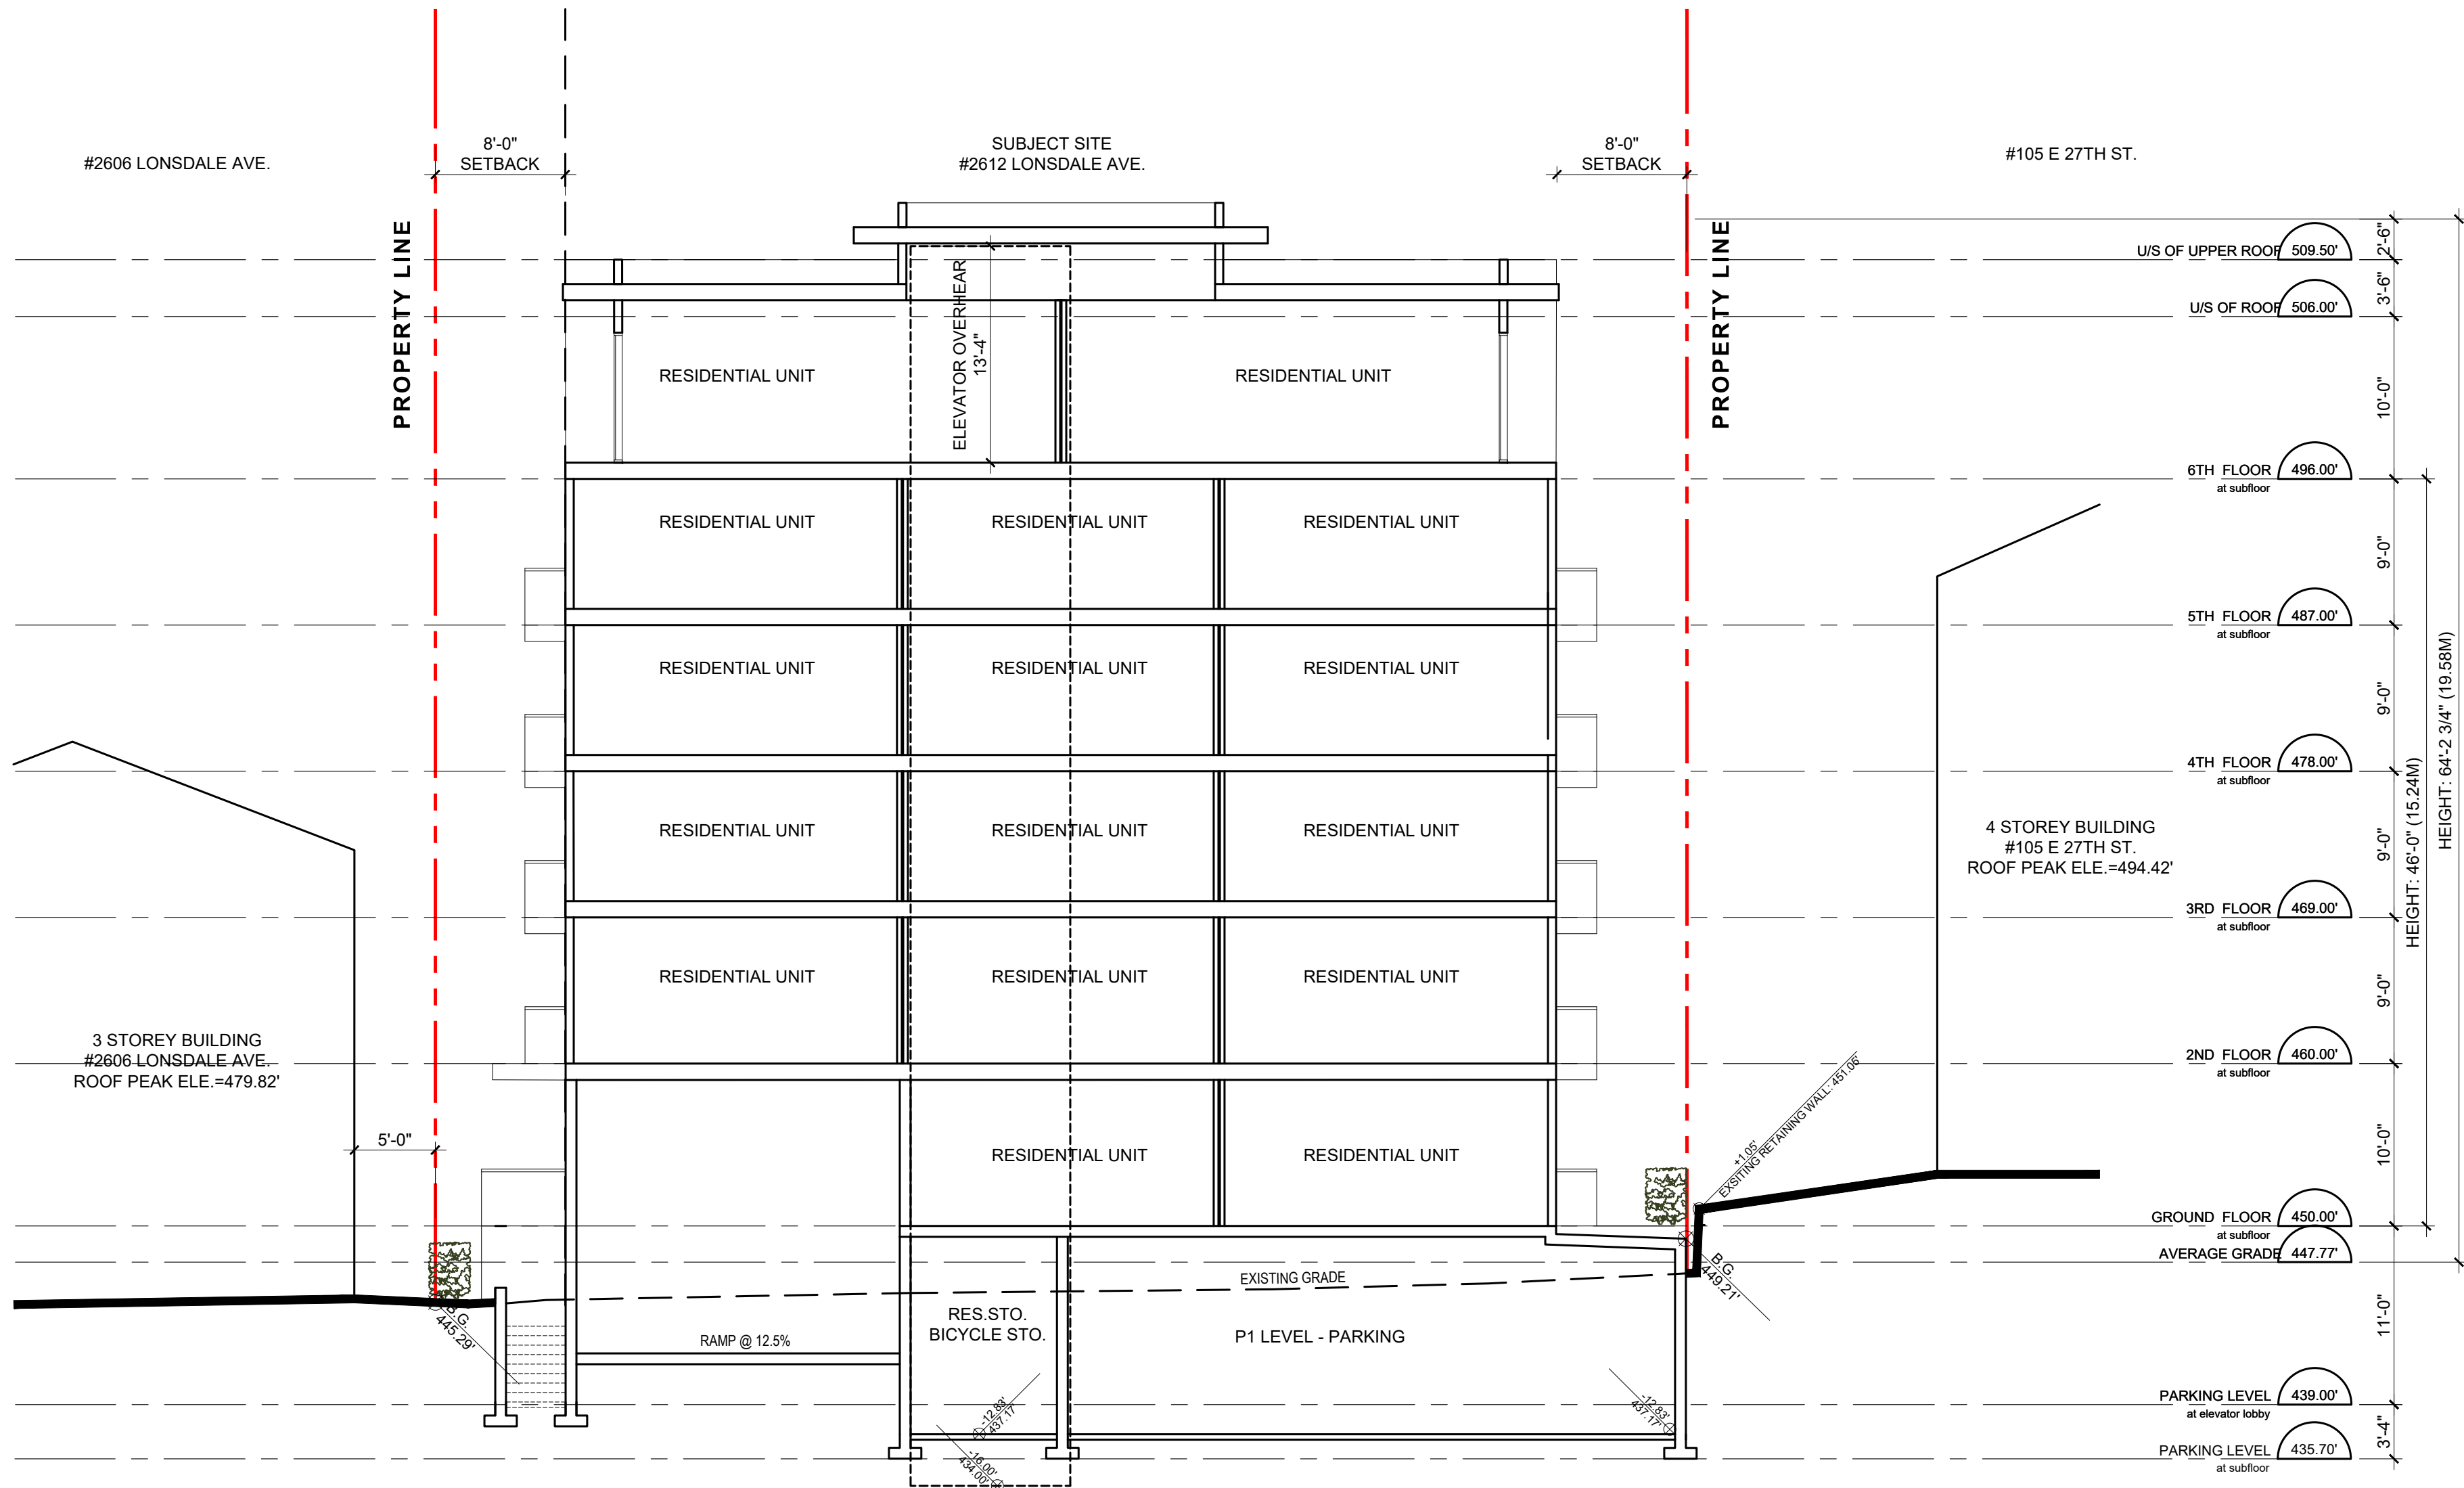 #2606 LONSDALE AVE.
8'-0"
SETBACK
SUBJECT SITE
#2612 LONSDALE AVE.
8'-0"
SETBACK
#105 E 27TH ST.
PROPERTY LINE
PROPERTY LINE
U/S OF UPPER ROOF 509.50'
2'-6"
3'-6"
U/S OF ROOF 506.00'
ELEVATOR OVERHEAR
13'-4"
RESIDENTIAL UNIT
RESIDENTIAL UNIT
10'-0"
6TH FLOOR 496.00'
at subfloor
RESIDENTIAL UNIT
RESIDENTIAL UNIT
RESIDENTIAL UNIT
9'-0"
5TH FLOOR 487.00'
at subfloor
RESIDENTIAL UNIT
RESIDENTIAL UNIT
RESIDENTIAL UNIT
9'-0"
HEIGHT: 64'-2 3/4" (19.58M)
4TH FLOOR 478.00'
at subfloor
HEIGHT: 46'-0" (15.24M)
RESIDENTIAL UNIT
RESIDENTIAL UNIT
RESIDENTIAL UNIT
4 STOREY BUILDING
#105 E 27TH ST.
ROOF PEAK ELE.=494.42'
9'-0"
3RD FLOOR 469.00'
at subfloor
RESIDENTIAL UNIT
RESIDENTIAL UNIT
RESIDENTIAL UNIT
9'-0"
3 STOREY BUILDING
#2606 LONSDALE AVE.
ROOF PEAK ELE.=479.82'
2ND FLOOR 460.00'
at subfloor
5'-0"
RESIDENTIAL UNIT
RESIDENTIAL UNIT
+1.05'
EXSITING RETAINING WALL: 451.05'
10'-0"
GROUND FLOOR 450.00'
at subfloor
AVERAGE GRADE 447.77'
B.G.
449.21'
EXISTING GRADE
B.G.
445.29'
RES.STO.
BICYCLE STO.
RAMP @ 12.5%
P1 LEVEL - PARKING
11'-0"
PARKING LEVEL 439.00'
at elevator lobby
-12.83'
437.17'
-12.83'
437.17'
3'-4"
PARKING LEVEL 435.70'
at subfloor
-16.00'
434.00'